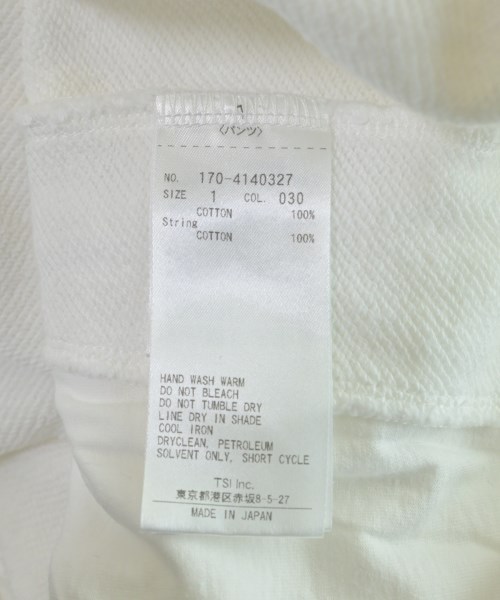 〈パンツ〉
NO. 170-4140327
SIZE 1 COL. 030
COTTON 100%
String
COTTON 100%
HAND WASH WARM
DO NOT BLEACH
DO NOT TUMBLE DRY
LINE DRY IN SHADE
COOL IRON
DRYCLEAN, PETROLEUM
SOLVENT ONLY, SHORT CYCLE
TSI Inc.
東京都港区赤坂8-5-27
MADE IN JAPAN